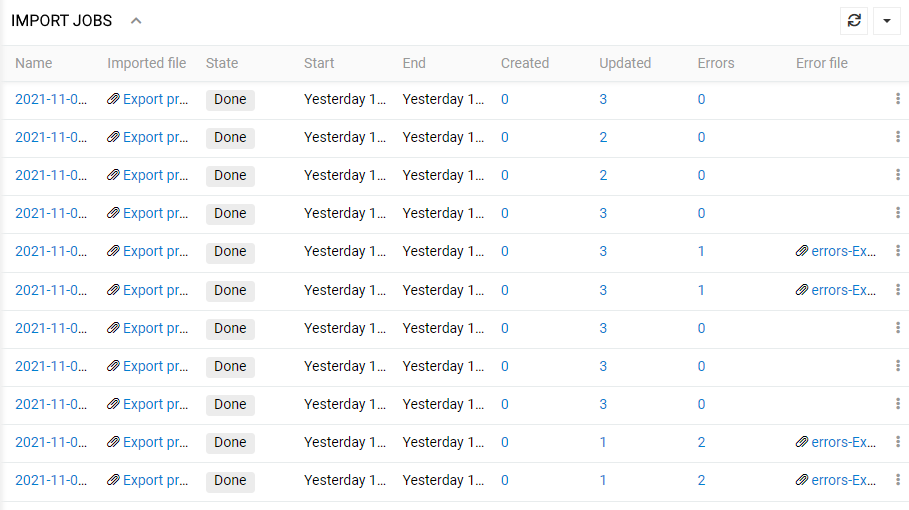 IMPORT JOBS
Name Imported file State Start End Created Updated Errors Error file
2021-11-0... Export pr... Done Yesterday 1... Yesterday 1... 0 3 0
2021-11-0... Export pr... Done Yesterday 1... Yesterday 1... 0 2 0
2021-11-0... Export pr... Done Yesterday 1... Yesterday 1... 0 2 0
2021-11-0... Export pr... Done Yesterday 1... Yesterday 1... 0 3 0
2021-11-0... Export pr... Done Yesterday 1... Yesterday 1... 0 3 1 errors-Ex...
2021-11-0... Export pr... Done Yesterday 1... Yesterday 1... 0 3 1 errors-Ex...
2021-11-0... Export pr... Done Yesterday 1... Yesterday 1... 0 3 0
2021-11-0... Export pr... Done Yesterday 1... Yesterday 1... 0 3 0
2021-11-0... Export pr... Done Yesterday 1... Yesterday 1... 0 3 0
2021-11-0... Export pr... Done Yesterday 1... Yesterday 1... 0 1 2 errors-Ex...
2021-11-0... Export pr... Done Yesterday 1... Yesterday 1... 0 1 2 errors-Ex...